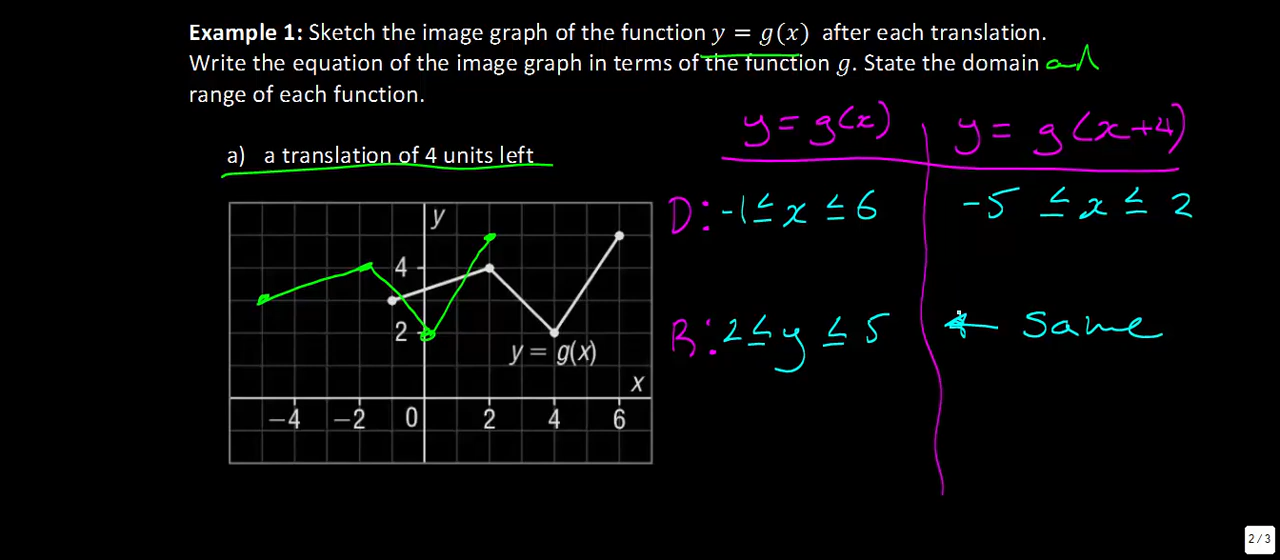 Example 1: Sketch the image graph of the function y = g(x) after each translation.
Write the equation of the image graph in terms of the function g. State the domain and
range of each function.
y = g(x) y = g(x+4)
a) a translation of 4 units left
D: -1 ≤ x ≤ 6 -5 ≤ x ≤ 2
y
4
2
R: 2 ≤ y ≤ 5 ← Same
y = g(x)
x
−4 −2 0 2 4 6
2 / 3